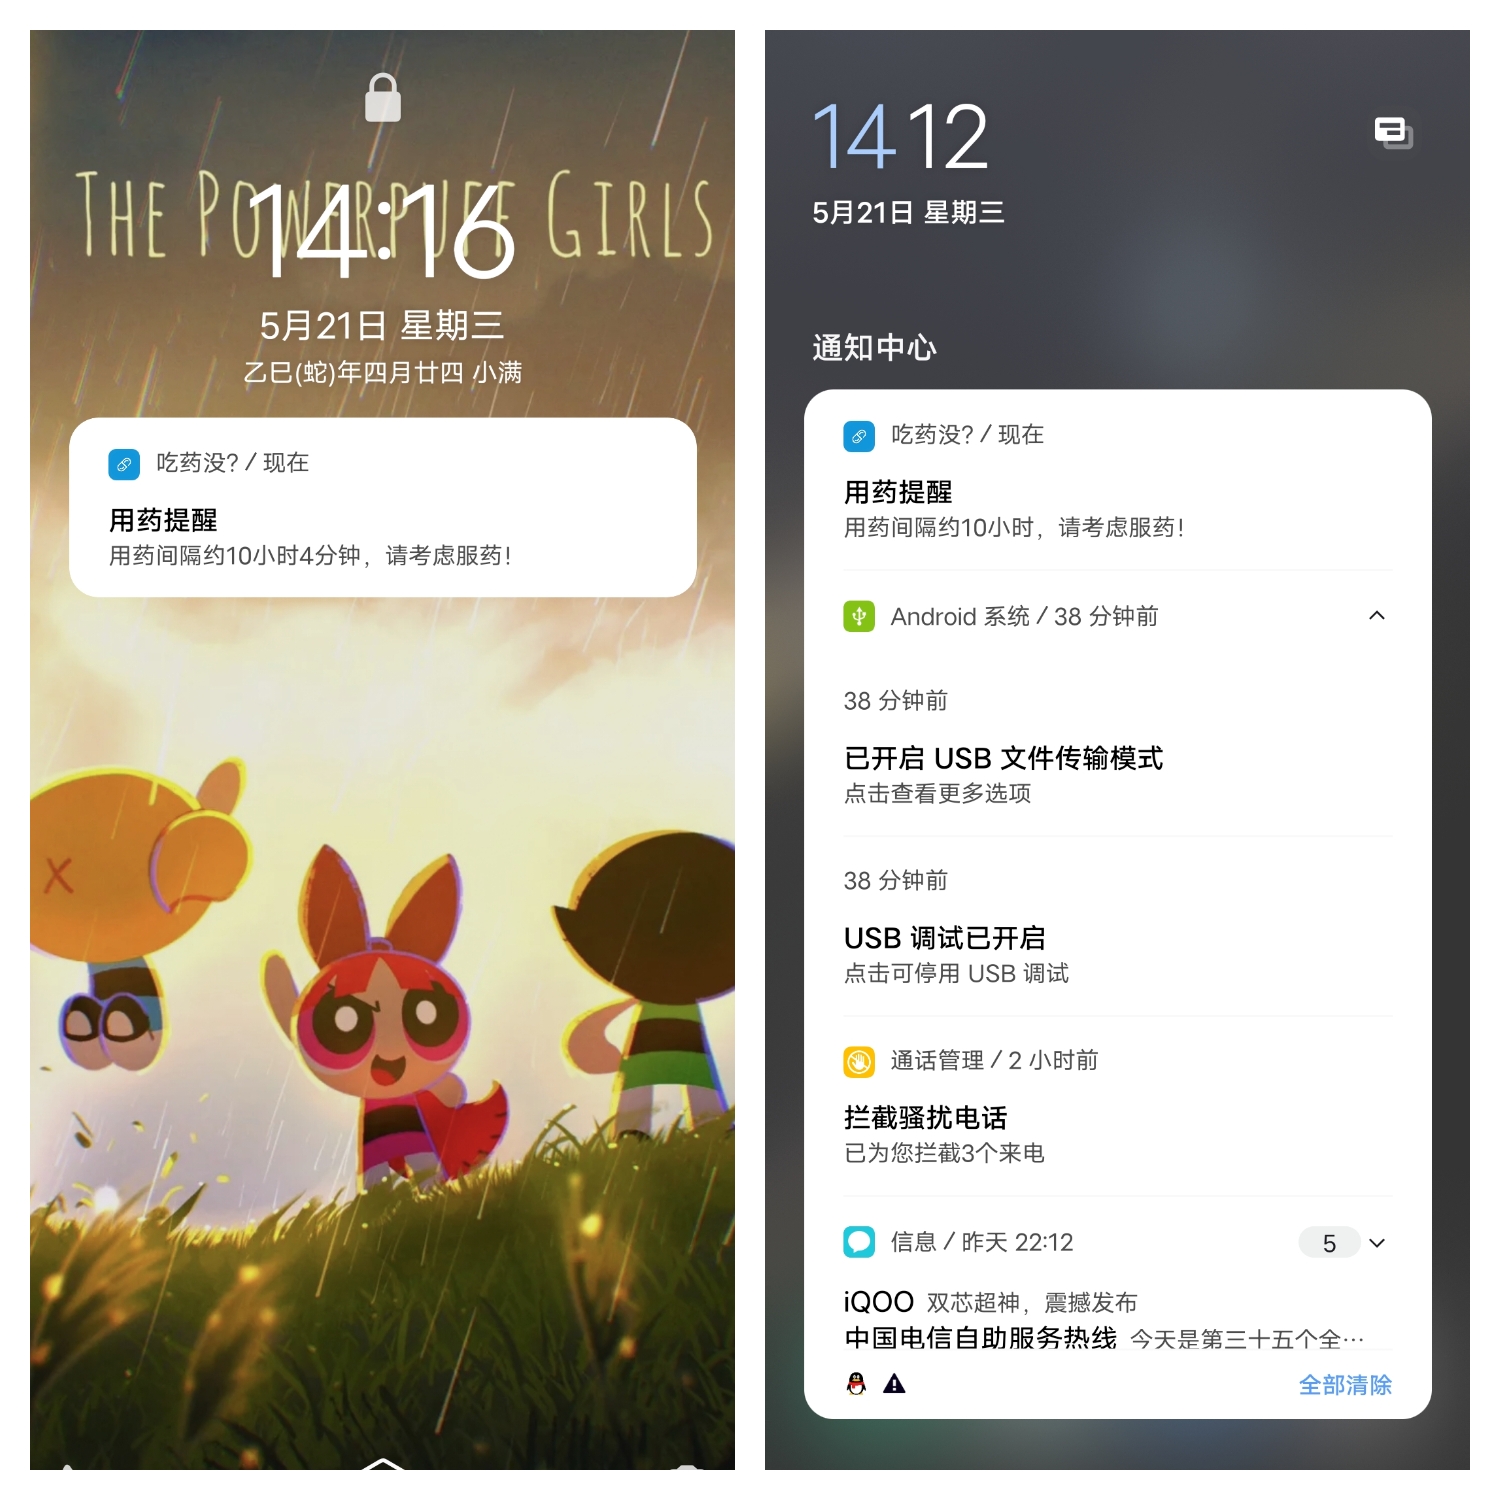 THE POWERPUFF GIRLS
14:16
5月21日 星期三
乙巳(蛇)年四月廿四 小满
吃药没? / 现在
用药提醒
用药间隔约10小时4分钟，请考虑服药!
14 12
5月21日 星期三
通知中心
吃药没? / 现在
用药提醒
用药间隔约10小时，请考虑服药!
Android 系统 / 38 分钟前
38 分钟前
已开启 USB 文件传输模式
点击查看更多选项
38 分钟前
USB 调试已开启
点击可停用 USB 调试
通话管理 / 2 小时前
拦截骚扰电话
已为您拦截3个来电
信息 / 昨天 22:12
5
iQOO 双芯超神，震撼发布
中国电信自助服务热线 今天是第三十五个全···
全部清除